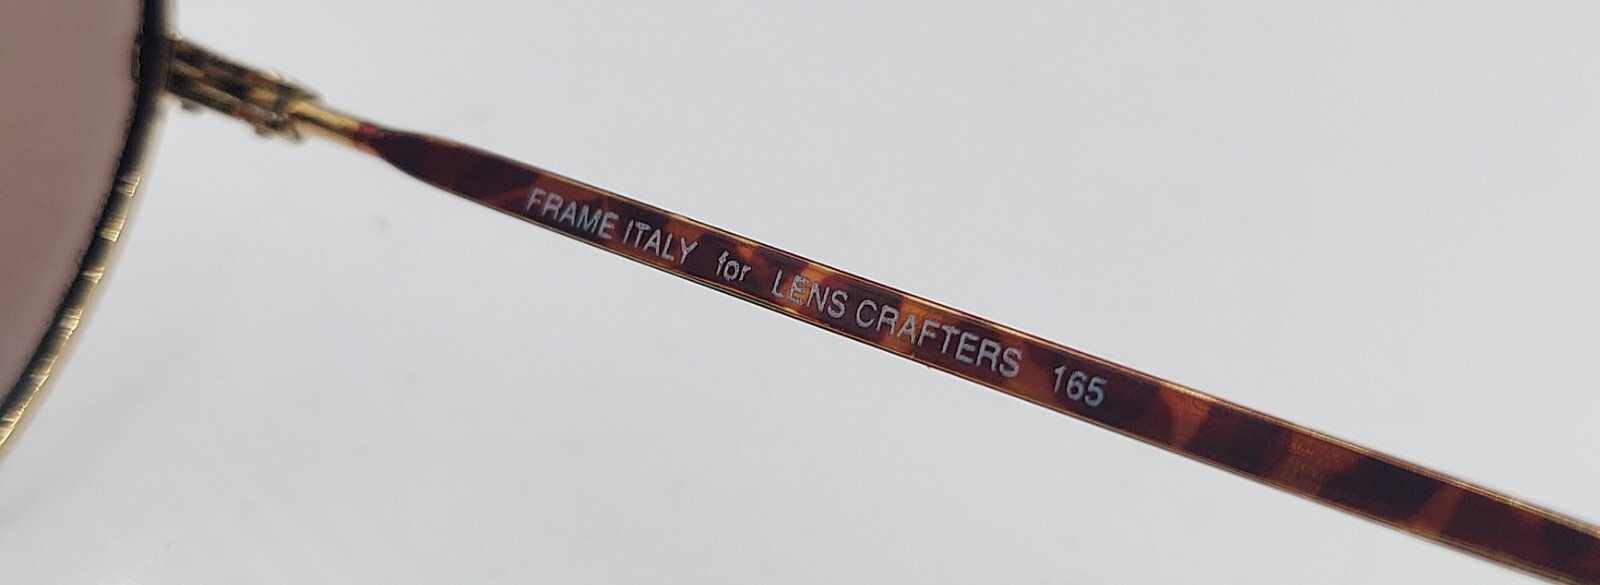 FRAME ITALY for LENS CRAFTERS 165